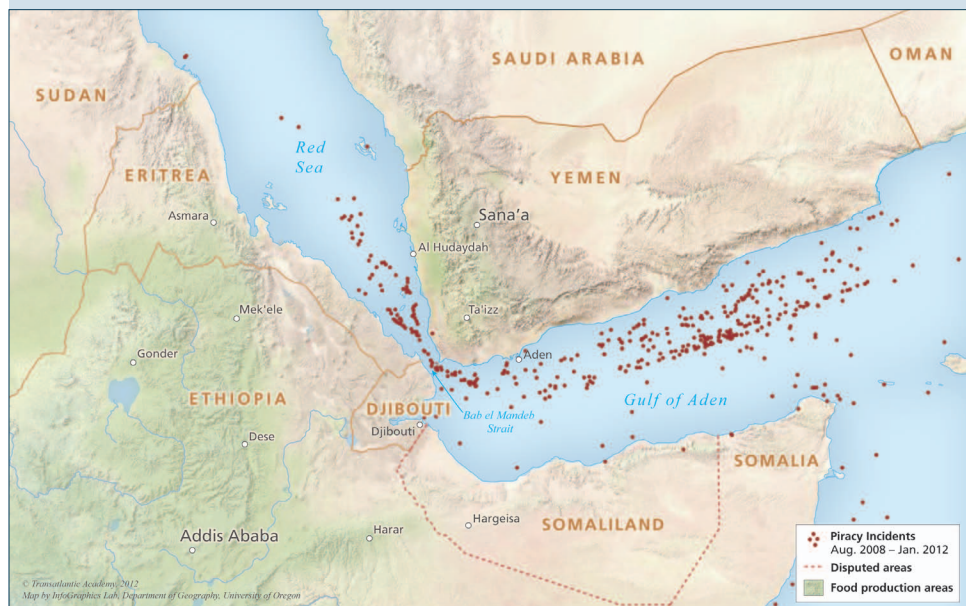 SAUDI ARABIA
OMAN
SUDAN
Red
Sea
ERITREA
YEMEN
Asmara
Sana'a
Al Hudaydah
Mek'ele
Ta'izz
Gonder
Aden
ETHIOPIA
DJIBOUTI
Gulf of Aden
Bab el Mandeb
Strait
Djibouti
Dese
SOMALIA
Hargeisa
SOMALILAND
Harar
Addis Ababa
Piracy Incidents
Aug. 2008 – Jan. 2012
Disputed areas
Food production areas
© Transatlantic Academy, 2012
Map by InfoGraphics Lab, Department of Geography, University of Oregon